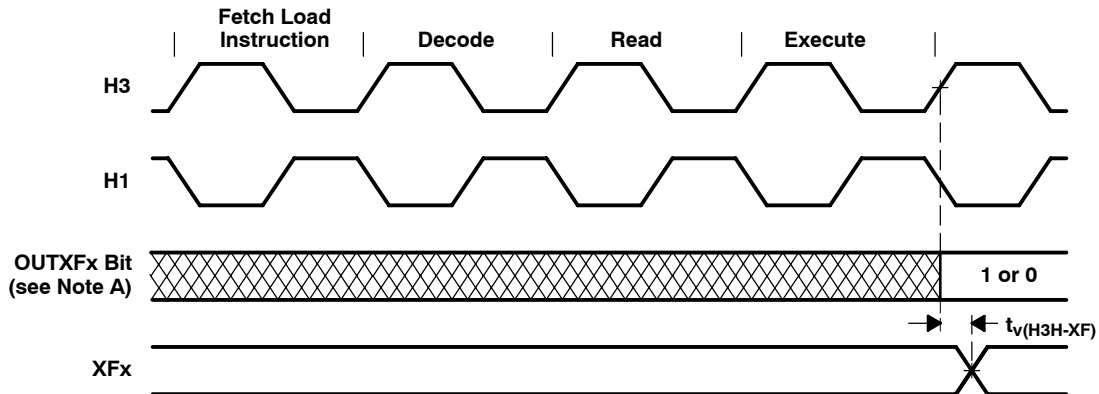 Fetch Load
Instruction
Decode
Read
Execute
H3
H1
OUTXFx Bit
(see Note A)
1 or 0
tv(H3H-XF)
XFx